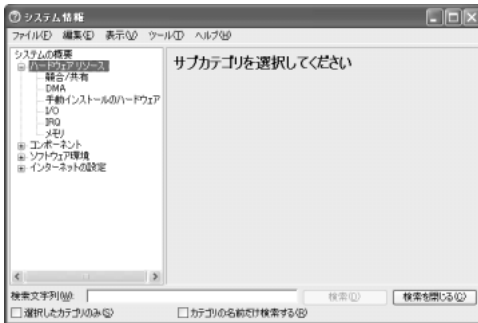 システム情報
ファイル(F) 編集(E) 表示(V) ツール(T) ヘルプ(H)
システムの概要
ハードウェア リソース
競合/共有
DMA
手動インストールのハードウェア
I/O
IRQ
メモリ
コンポーネント
ソフトウェア環境
インターネットの設定
サブカテゴリを選択してください
検索文字列(W):
検索(D)
検索を閉じる(C)
選択したカテゴリのみ(S)
カテゴリの名前だけ検索する(R)